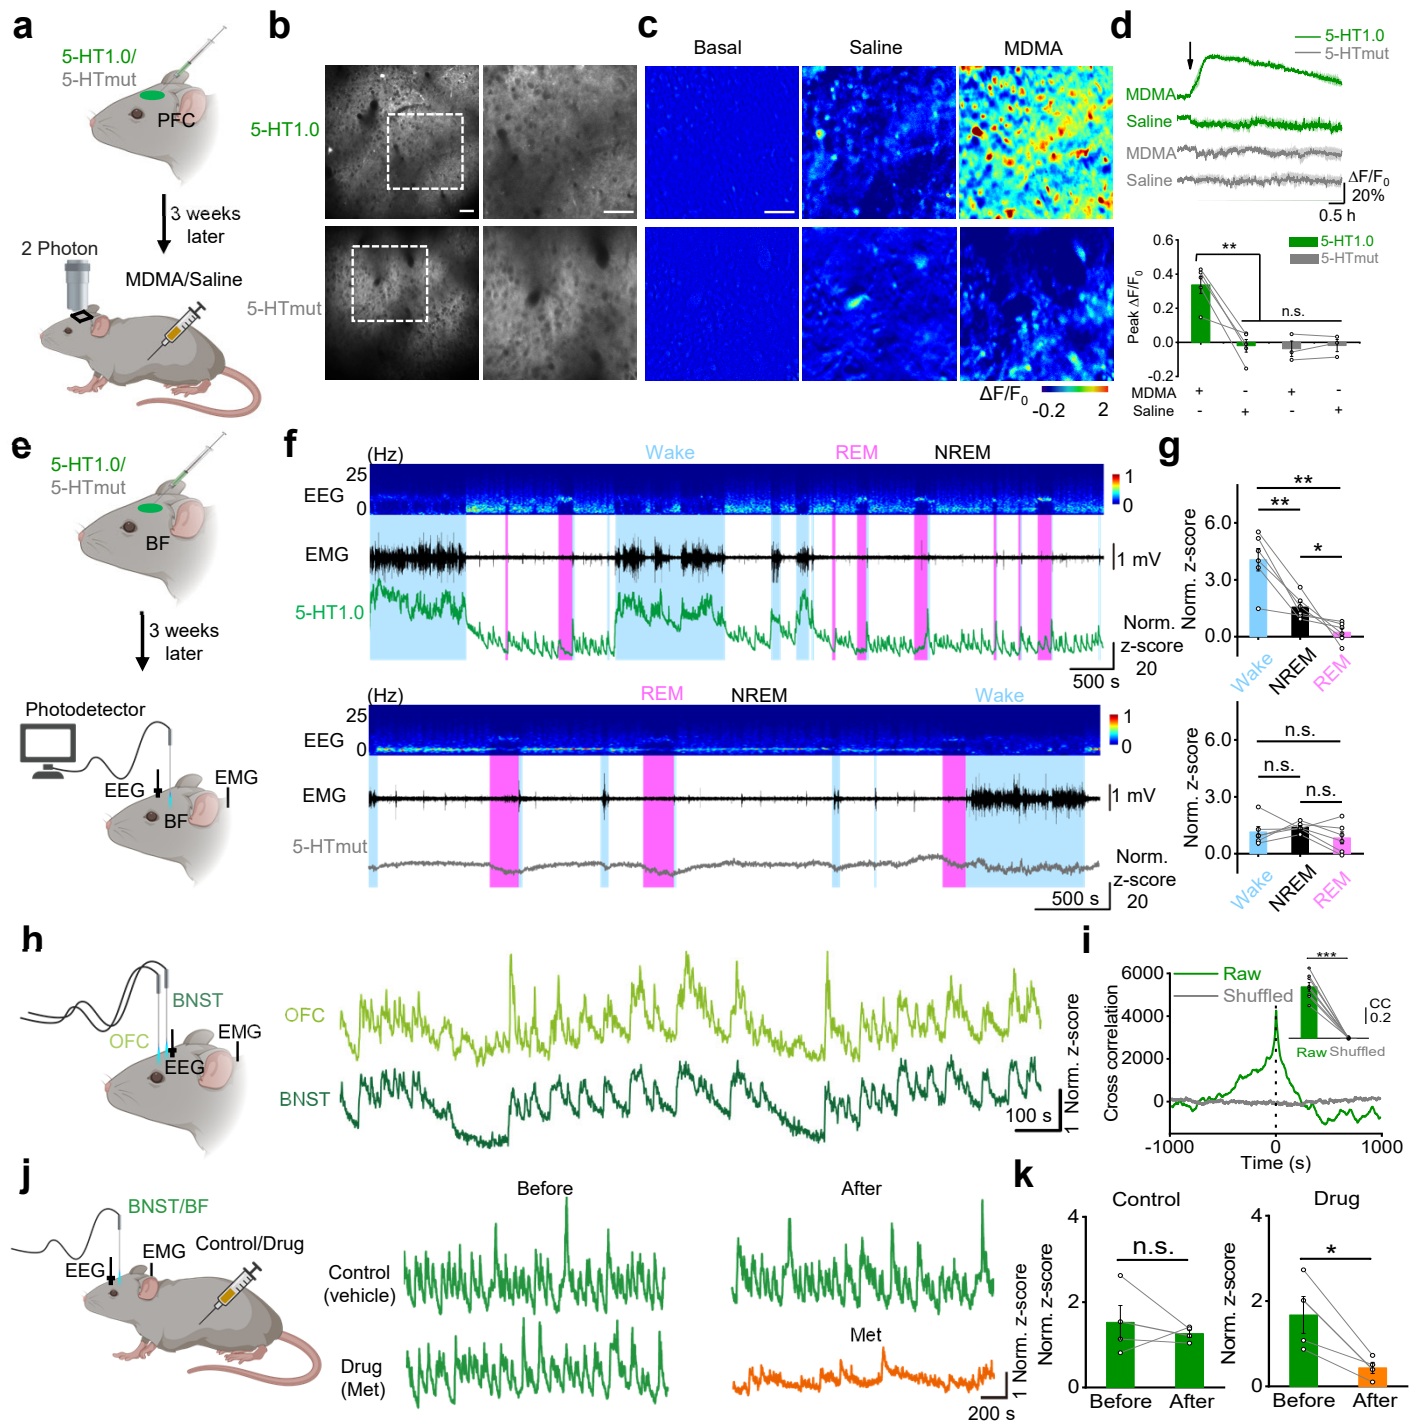 a
5-HT1.0/
5-HTmut
PFC
3 weeks
later
2 Photon
MDMA/Saline
b
5-HT1.0
5-HTmut
c
Basal
Saline
MDMA
ΔF/F0
-0.2
2
d
5-HT1.0
5-HTmut
MDMA
Saline
MDMA
Saline
ΔF/F0
20%
0.5 h
5-HT1.0
5-HTmut
**
n.s.
Peak ΔF/F0
0.6
0.4
0.2
0.0
-0.2
MDMA + - + -
Saline - + - +
e
5-HT1.0/
5-HTmut
BF
3 weeks
later
Photodetector
EEG
EMG
BF
f
(Hz)
Wake
REM
NREM
25
0
EEG
1
0
EMG
1 mV
5-HT1.0
Norm.
z-score
20
500 s
(Hz)
REM
NREM
Wake
25
0
EEG
1
0
EMG
1 mV
5-HTmut
Norm.
z-score
20
500 s
g
**
**
*
Norm. z-score
6.0
3.0
0.0
Wake
NREM
REM
n.s.
n.s.
n.s.
Norm. z-score
6.0
3.0
0.0
Wake
NREM
REM
h
BNST
OFC
EMG
EEG
OFC
BNST
100 s
1 Norm. z-score
i
Raw
Shuffled
***
CC
0.2
Raw
Shuffled
Cross correlation
6000
4000
2000
0
-1000
0
1000
Time (s)
j
BNST/BF
EMG
EEG
Control/Drug
Before
After
Control
(vehicle)
Drug
(Met)
Met
1 Norm. z-score
200 s
k
Control
n.s.
Norm. z-score
4
2
0
Before
After
Drug
*
Norm. z-score
4
2
0
Before
After